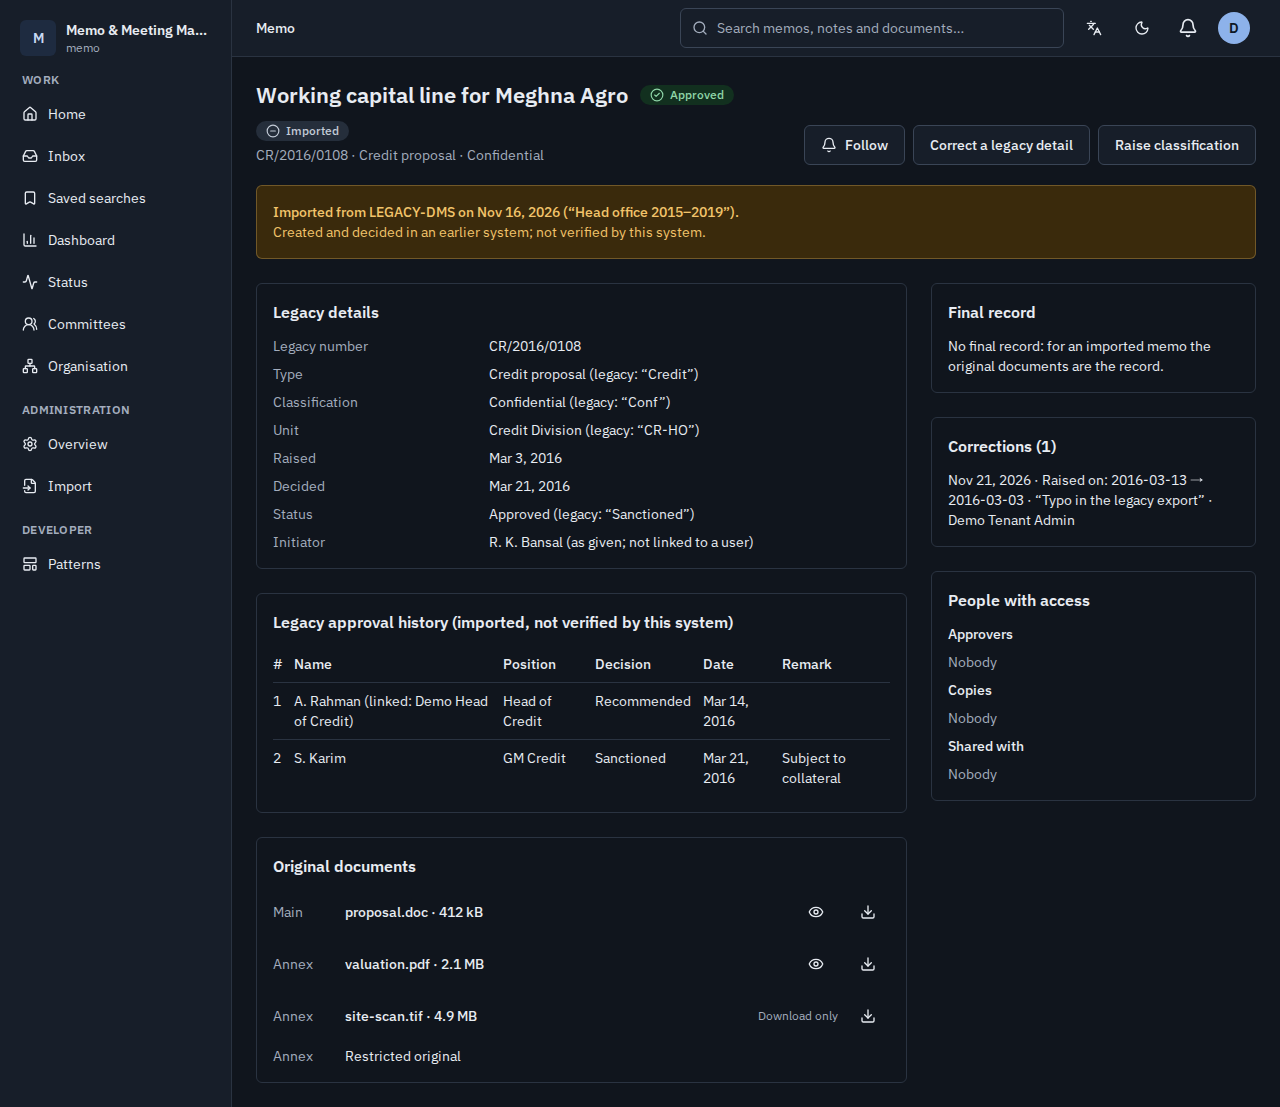 M
Memo & Meeting Ma...
memo
WORK
Home
Inbox
Saved searches
Dashboard
Status
Committees
Organisation
ADMINISTRATION
Overview
Import
DEVELOPER
Patterns
Memo
Search memos, notes and documents...
D
Working capital line for Meghna Agro
Approved
Imported
CR/2016/0108 · Credit proposal · Confidential
Follow
Correct a legacy detail
Raise classification
Imported from LEGACY-DMS on Nov 16, 2026 (“Head office 2015–2019”).
Created and decided in an earlier system; not verified by this system.
Legacy details
Legacy number CR/2016/0108
Type Credit proposal (legacy: “Credit”)
Classification Confidential (legacy: “Conf”)
Unit Credit Division (legacy: “CR-HO”)
Raised Mar 3, 2016
Decided Mar 21, 2016
Status Approved (legacy: “Sanctioned”)
Initiator R. K. Bansal (as given; not linked to a user)
Legacy approval history (imported, not verified by this system)
# Name Position Decision Date Remark
1 A. Rahman (linked: Demo Head Head of Recommended Mar 14,
of Credit) Credit 2016
2 S. Karim GM Credit Sanctioned Mar 21, Subject to
2016 collateral
Original documents
Main proposal.doc · 412 kB
Annex valuation.pdf · 2.1 MB
Annex site-scan.tif · 4.9 MB Download only
Annex Restricted original
Final record
No final record: for an imported memo the
original documents are the record.
Corrections (1)
Nov 21, 2026 · Raised on: 2016-03-13 →
2016-03-03 · “Typo in the legacy export” ·
Demo Tenant Admin
People with access
Approvers
Nobody
Copies
Nobody
Shared with
Nobody